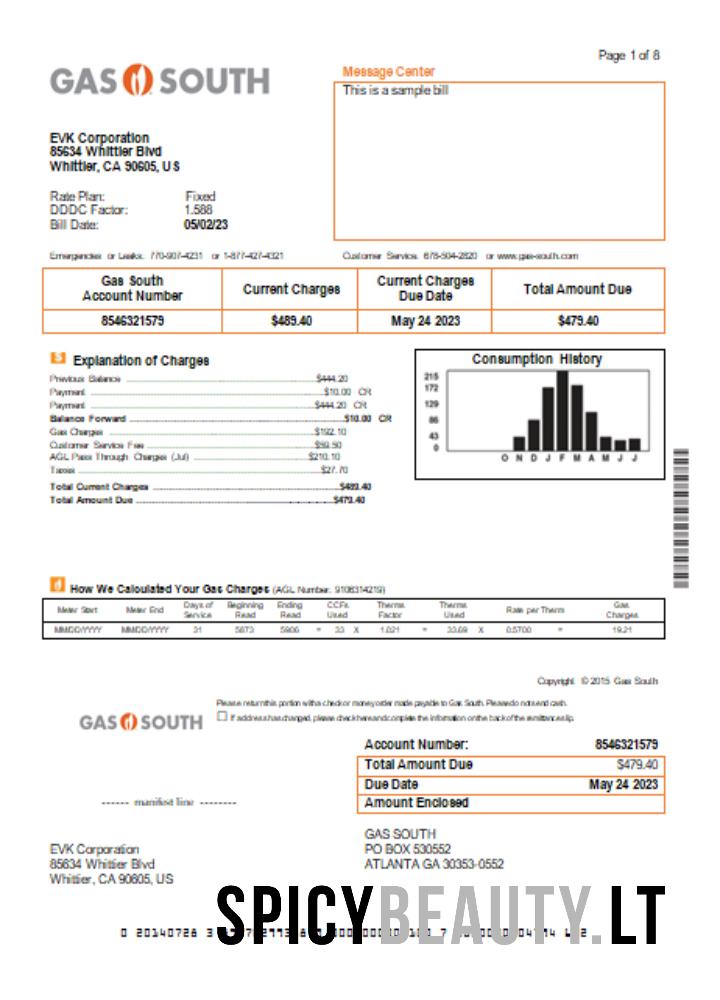 Page 1 of 8
GAS SOUTH
Message Center
This is a sample bill
EVK Corporation
85634 Whittier Blvd
Whittier, CA 90605, US
Rate Plan: Fixed
DDDC Factor: 1.588
Bill Date: 05/02/23
Emergencies or Leaks: 770-907-4231 or 1-877-427-4321
Customer Service: 678-504-2820 or www.gas-south.com
Gas South Account Number Current Charges Current Charges Due Date Total Amount Due
8546321579 $489.40 May 24 2023 $479.40
Explanation of Charges
Previous Balance $444.20
Payment $10.00 CR
Payment $444.20 CR
Balance Forward $10.00 CR
Gas Charges $192.10
Customer Service Fee $59.50
AGL Pass Through Charges (Jul) $210.10
Taxes $27.70
Total Current Charges $489.40
Total Amount Due $479.40
Consumption History
215
172
129
86
43
0
O N D J F M A M J J
How We Calculated Your Gas Charges (AGL Number: 9106314219)
Meter Start Meter End Days of Service Beginning Read Ending Read CCFs Used Therms Factor Therms Used Rate per Therm Gas Charges
MMDD/YYYY MMDD/YYYY 31 5873 5906 = 33 X 1.021 = 33.69 X 0.5700 = 19.21
Copyright © 2015 Gas South
Please return this portion with a check or money order made payable to Gas South. Please do not send cash.
GAS SOUTH
If address has changed, please check here and complete the information on the back of the remittance slip.
Account Number: 8546321579
Total Amount Due $479.40
Due Date May 24 2023
Amount Enclosed
------ manifest line --------
GAS SOUTH
PO BOX 530552
ATLANTA GA 30353-0552
EVK Corporation
85634 Whittier Blvd
Whittier, CA 90605, US
SPICYBEAUTY.LT
0 20140728